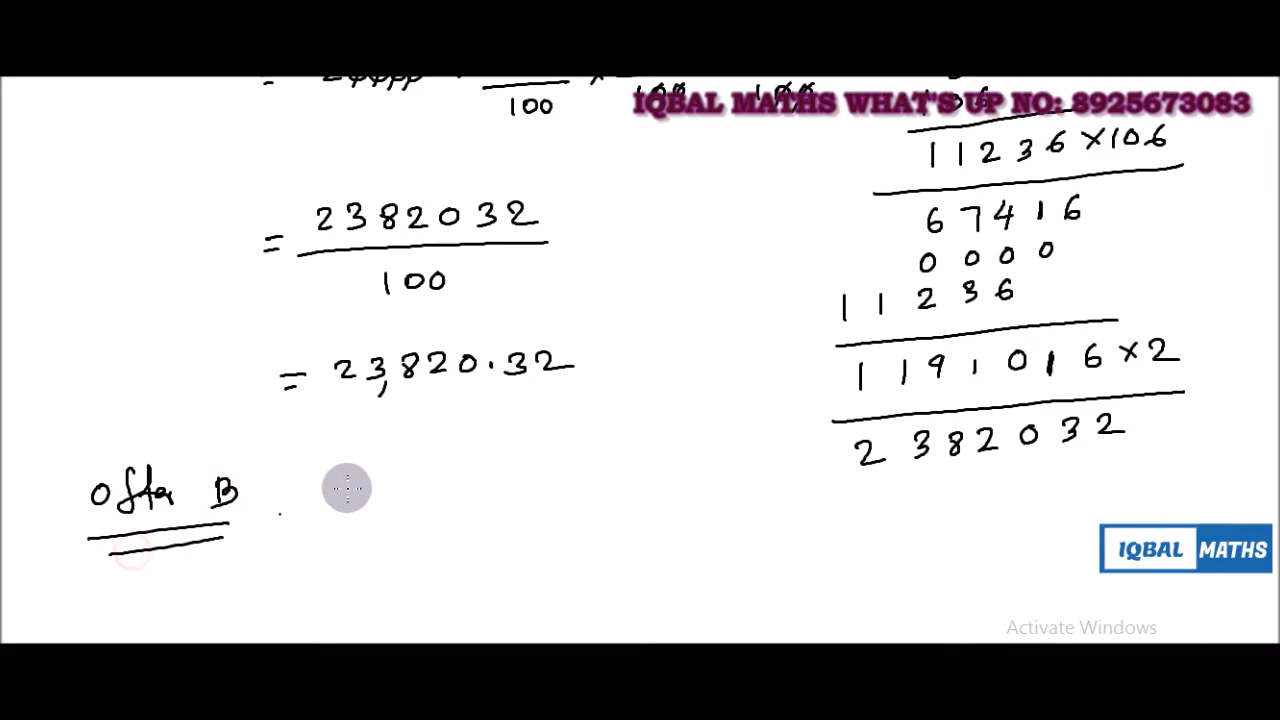 100
IQBAL MATHS WHAT'S UP NO: 8925673083
11236 ×106
= 2382032
100
67416
0000
11236
= 23,820.32
1191016 ×2
2382032
Offer B
IQBAL MATHS
Activate Windows